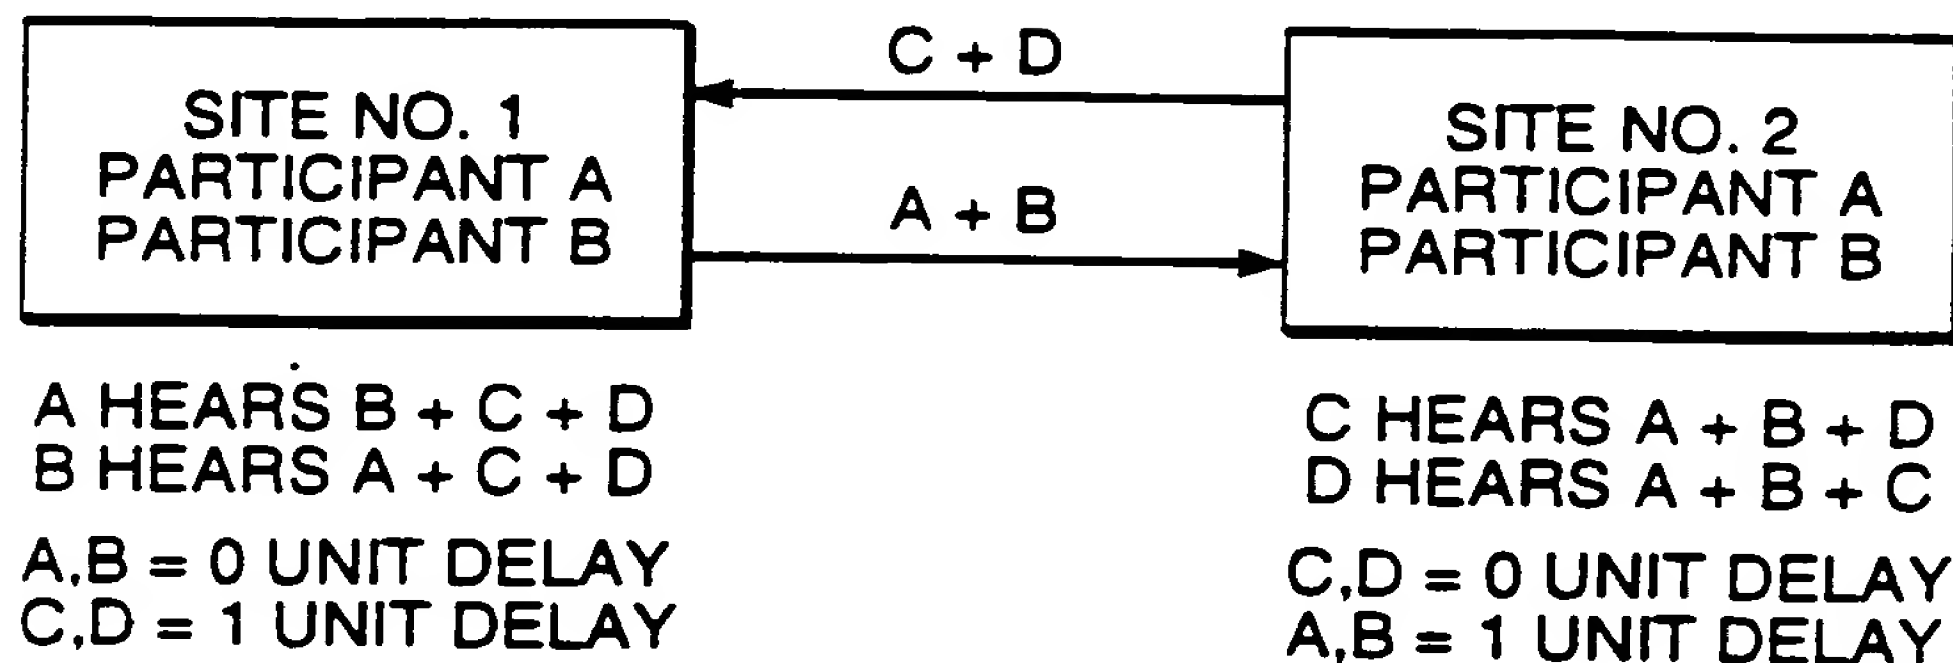 SITE NO. 1
PARTICIPANT A
PARTICIPANT B
C + D
A + B
SITE NO. 2
PARTICIPANT A
PARTICIPANT B
A HEARS B + C + D
B HEARS A + C + D
A,B = 0 UNIT DELAY
C,D = 1 UNIT DELAY
C HEARS A + B + D
D HEARS A + B + C
C,D = 0 UNIT DELAY
A,B = 1 UNIT DELAY